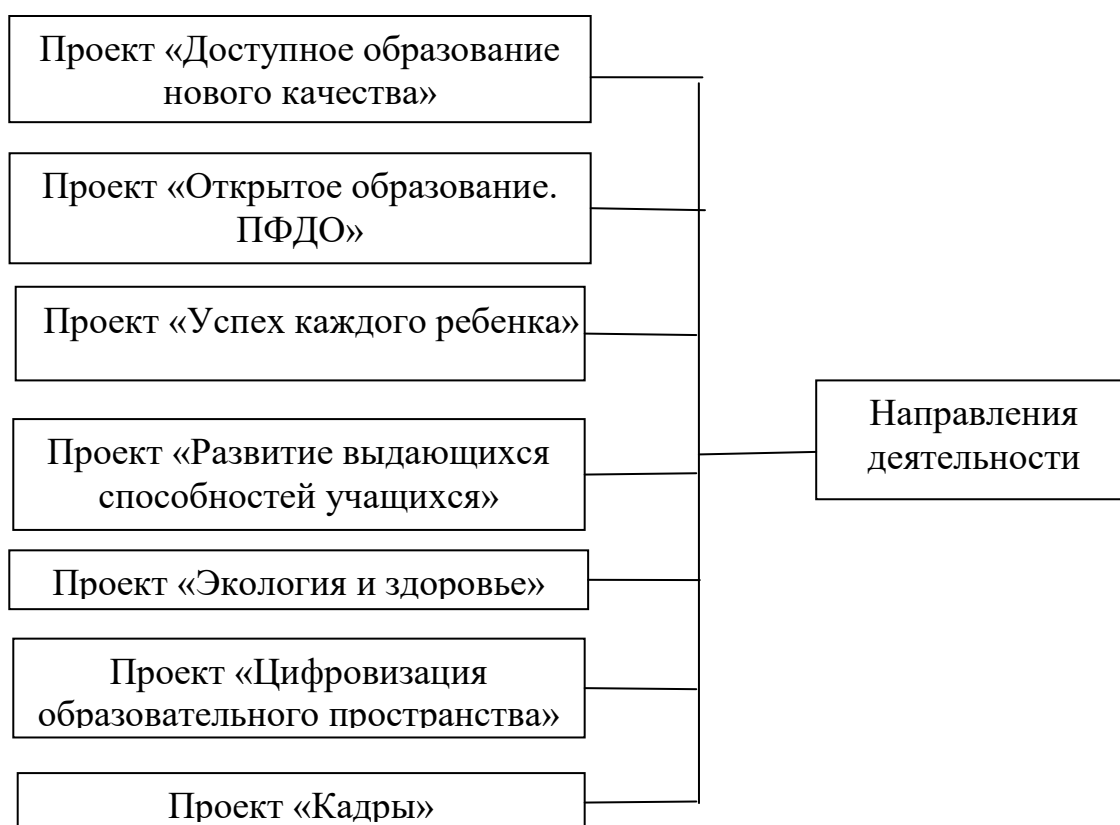 Проект «Доступное образование
нового качества»
Проект «Открытое образование.
ПФДО»
Проект «Успех каждого ребенка»
Проект «Развитие выдающихся
способностей учащихся»
Проект «Экология и здоровье»
Проект «Цифровизация
образовательного пространства»
Проект «Кадры»
Направления
деятельности